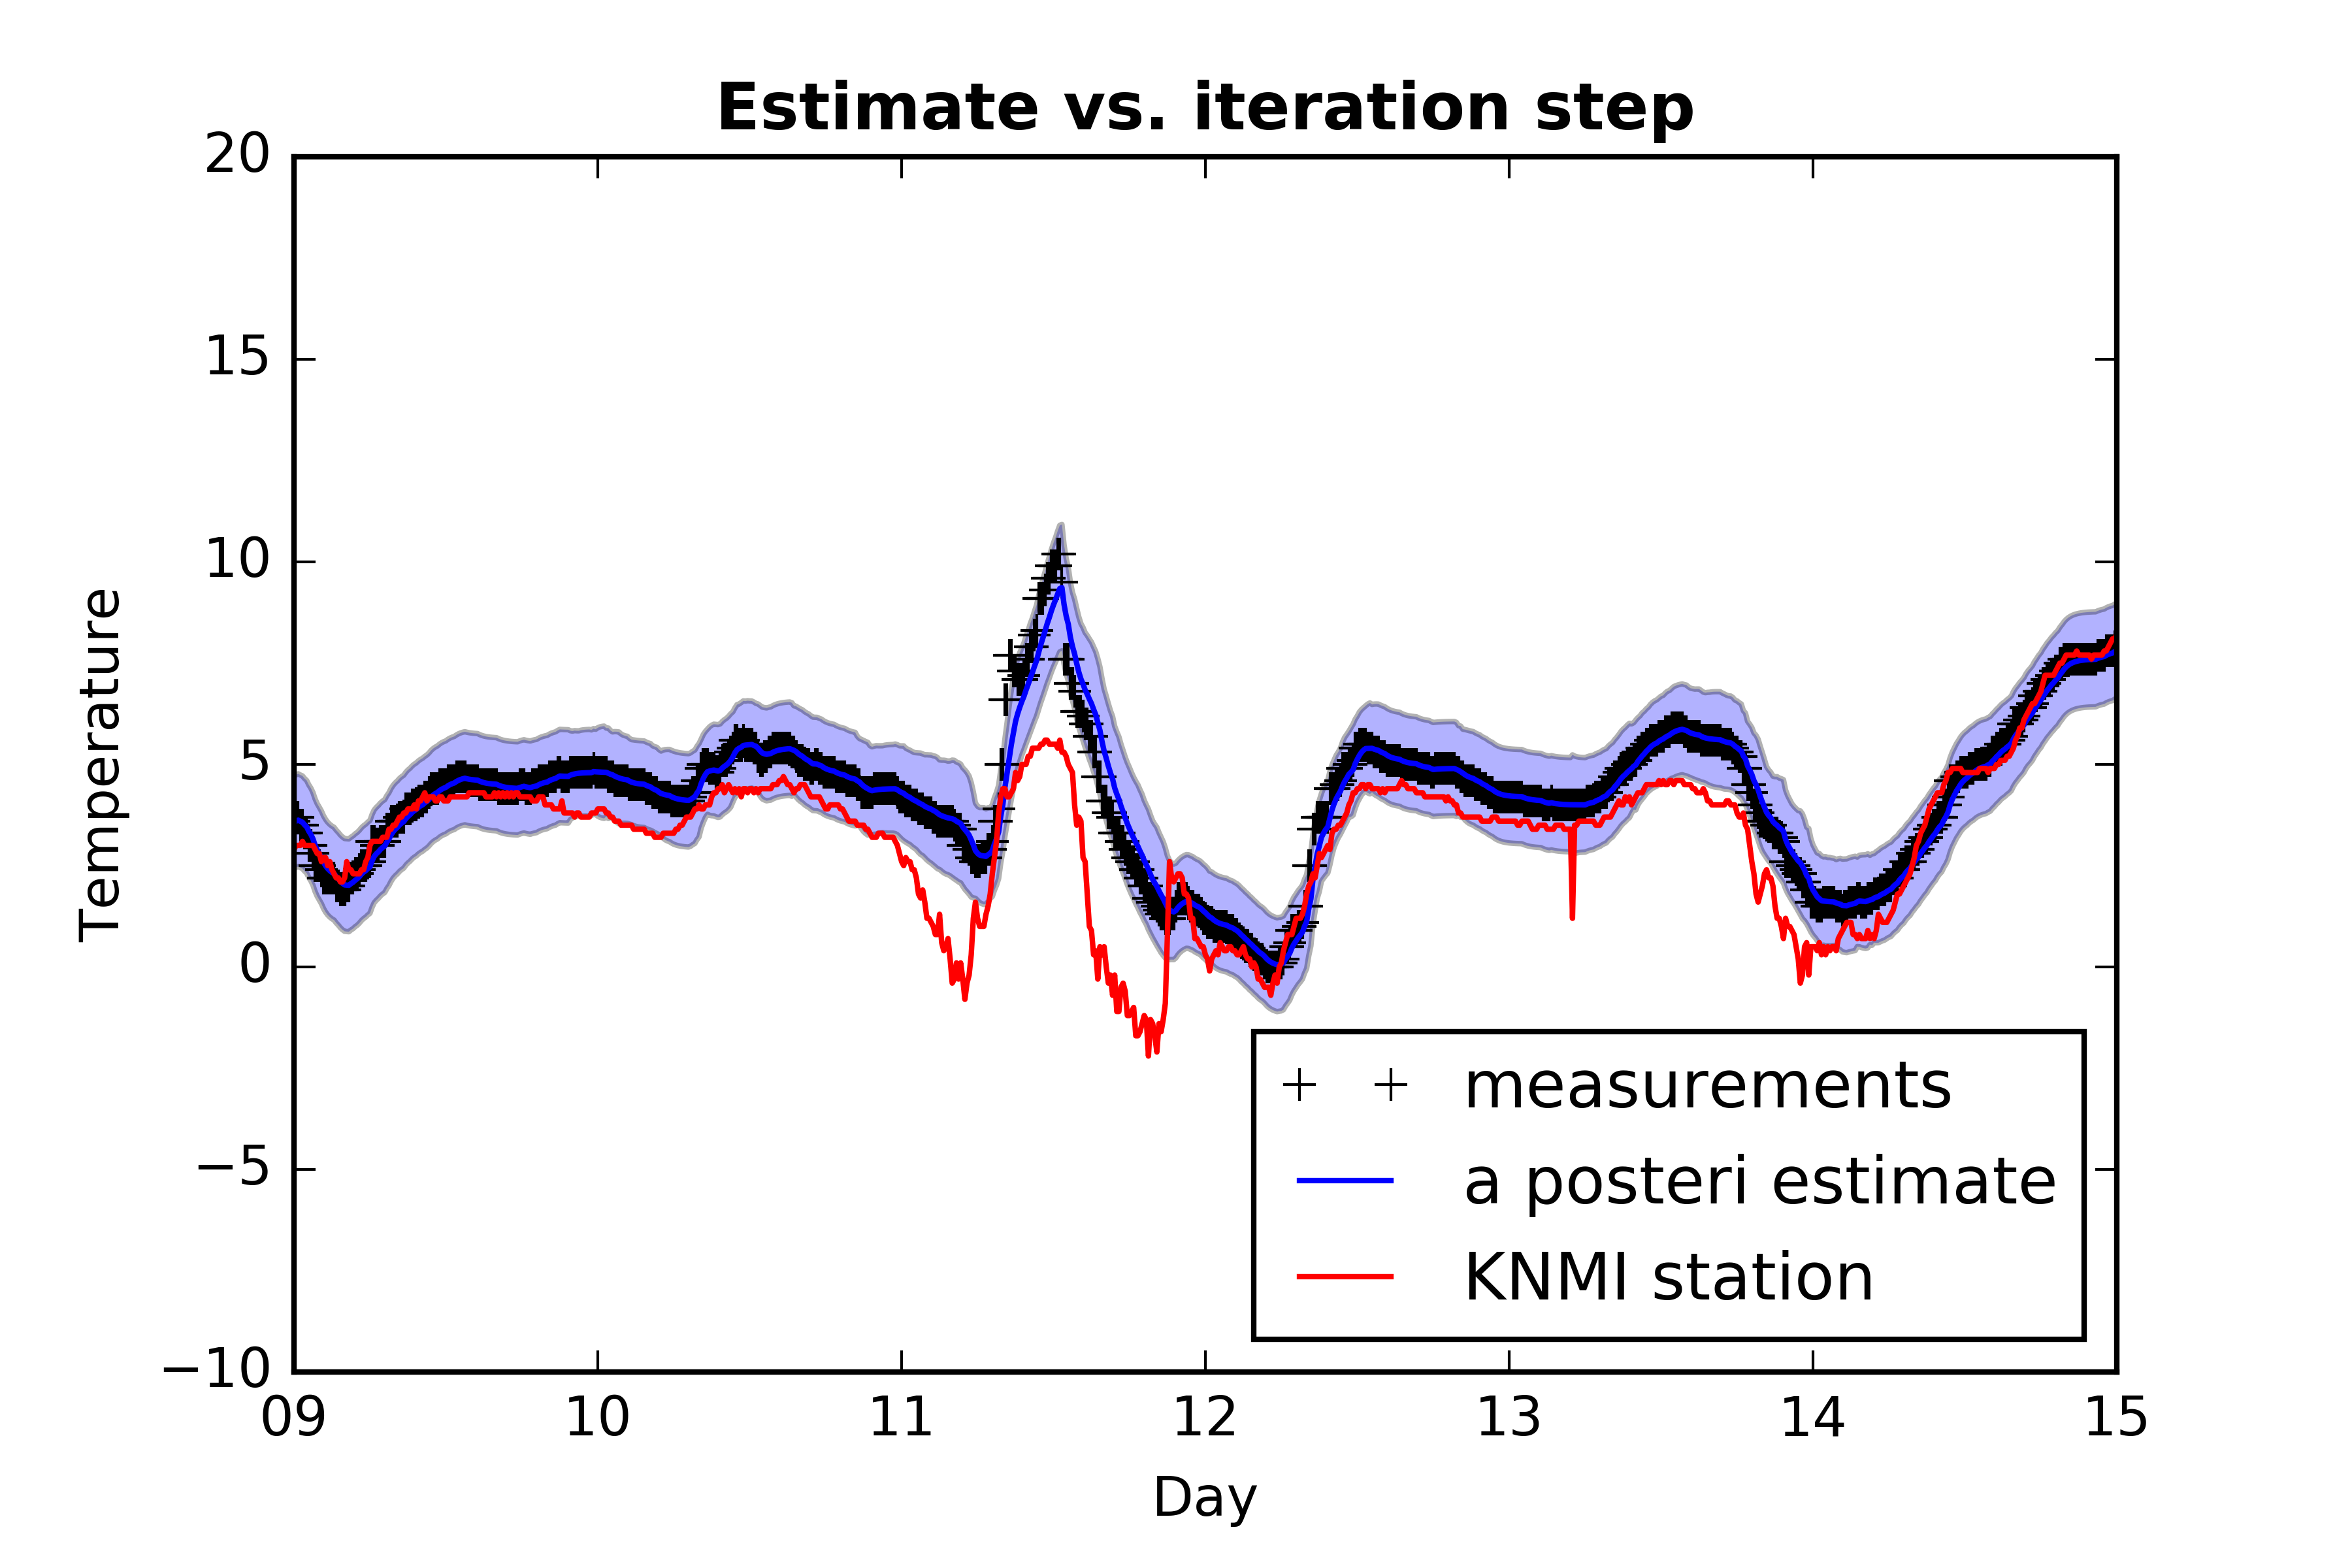 Estimate vs. iteration step
20
15
10
5
0
−5
−10
Temperature
measurements
a posteri estimate
KNMI station
09 10 11 12 13 14 15
Day